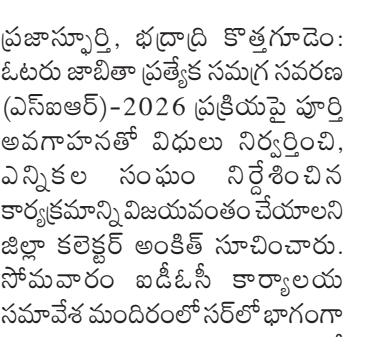 ప్రజాస్ఫూర్తి, భద్రాద్రి కొత్తగూడెం:
ఓటరు జాబితా ప్రత్యేక సమగ్ర సవరణ
(ఎస్ఐఆర్)-2026 ప్రక్రియపై పూర్తి
అవగాహనతో విధులు నిర్వర్తించి,
ఎన్నికల సంఘం నిర్దేశించిన
కార్యక్రమాన్ని విజయవంతం చేయాలని
జిల్లా కలెక్టర్ అంకిత్ సూచించారు.
సోమవారం ఐడీఓసీ కార్యాలయ
సమావేశ మందిరంలో సర్‌లో భాగంగా